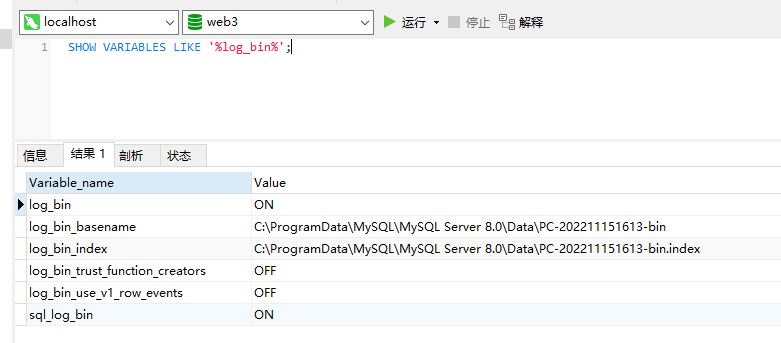 localhost web3 运行 停止 解释
1 SHOW VARIABLES LIKE '%log_bin%';
信息 结果 1 剖析 状态
Variable_name Value
log_bin ON
log_bin_basename C:\ProgramData\MySQL\MySQL Server 8.0\Data\PC-202211151613-bin
log_bin_index C:\ProgramData\MySQL\MySQL Server 8.0\Data\PC-202211151613-bin.index
log_bin_trust_function_creators OFF
log_bin_use_v1_row_events OFF
sql_log_bin ON